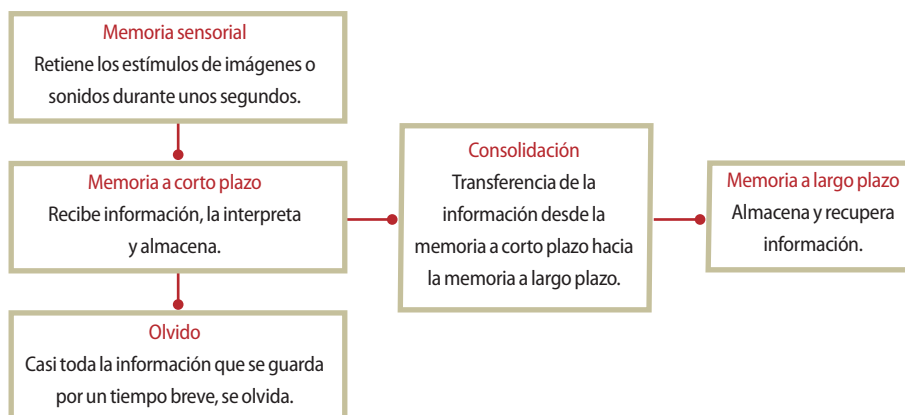 Memoria sensorial
Retiene los estímulos de imágenes o
sonidos durante unos segundos.
Memoria a corto plazo
Recibe información, la interpreta
y almacena.
Olvido
Casi toda la información que se guarda
por un tiempo breve, se olvida.
Consolidación
Transferencia de la
información desde la
memoria a corto plazo hacia
la memoria a largo plazo.
Memoria a largo plazo
Almacena y recupera
información.